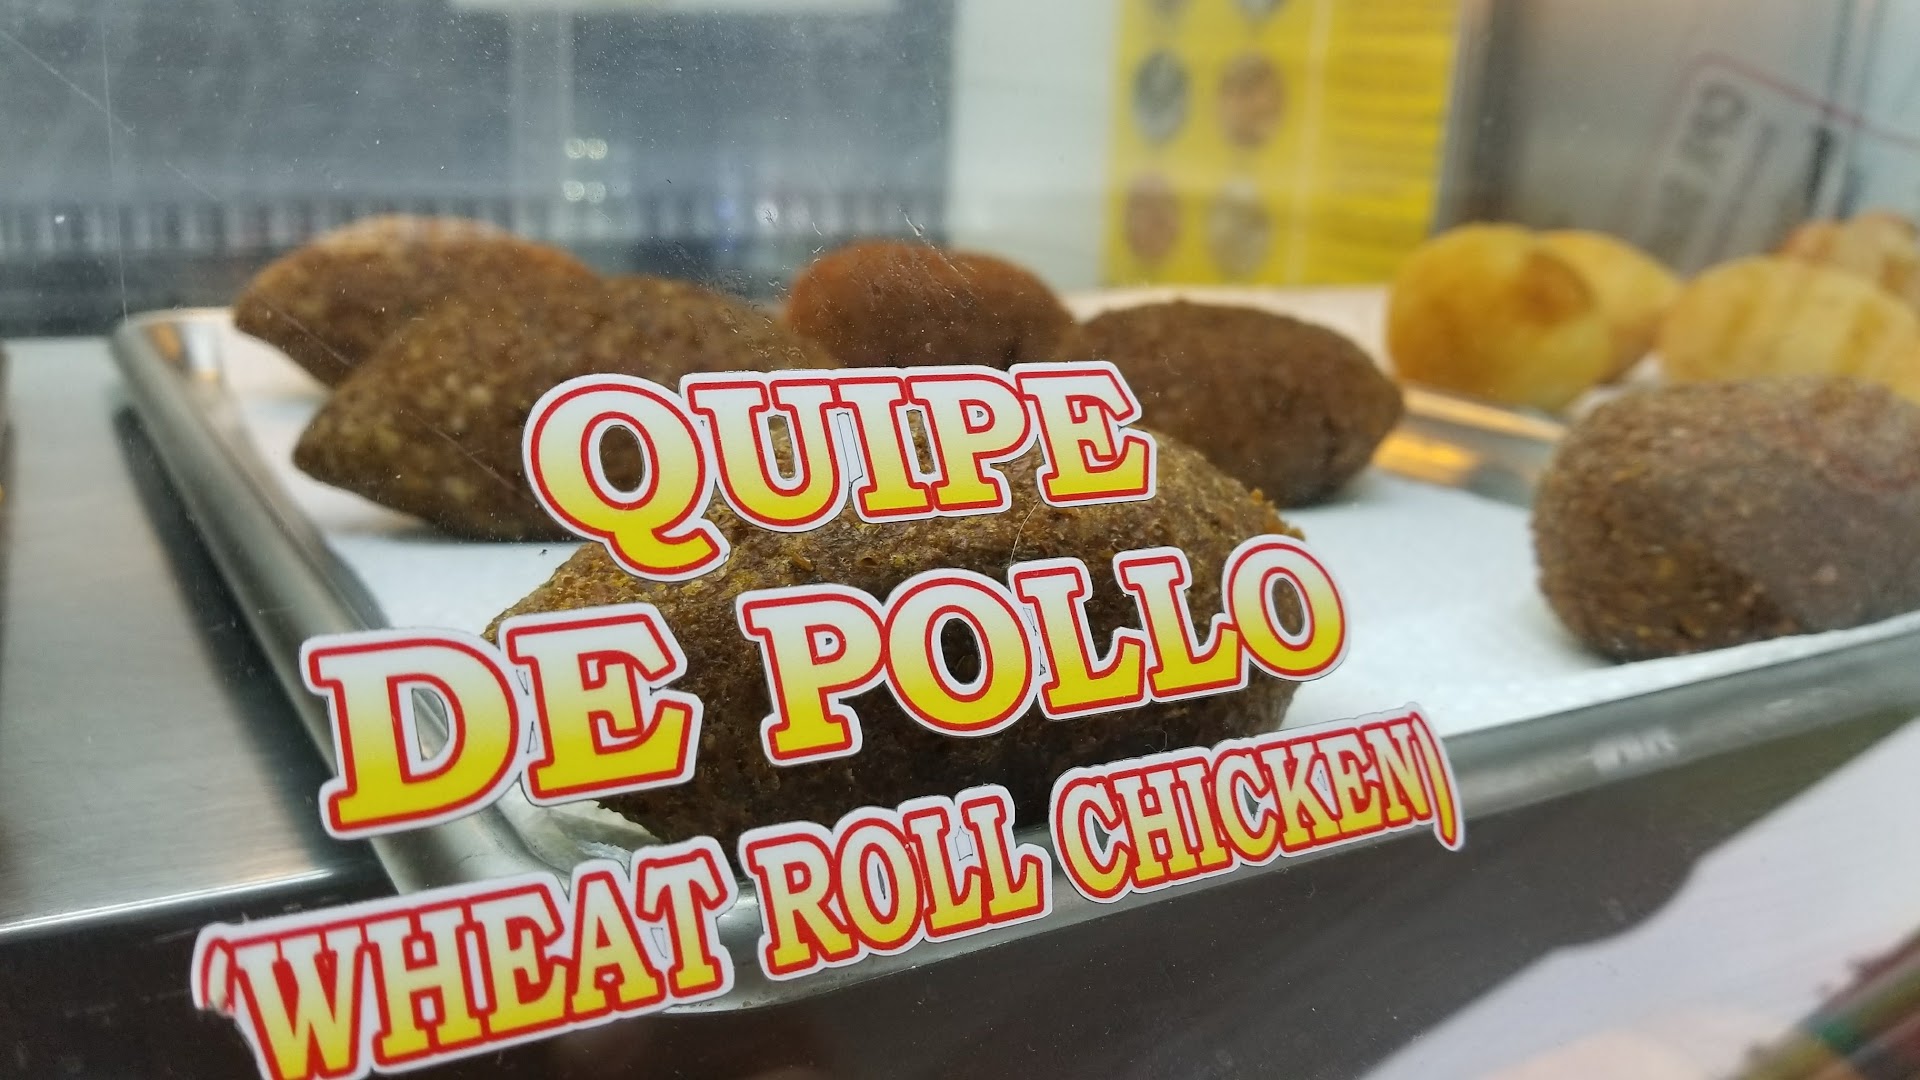 QUIPE
DE POLLO
(WHEAT ROLL CHICKEN)